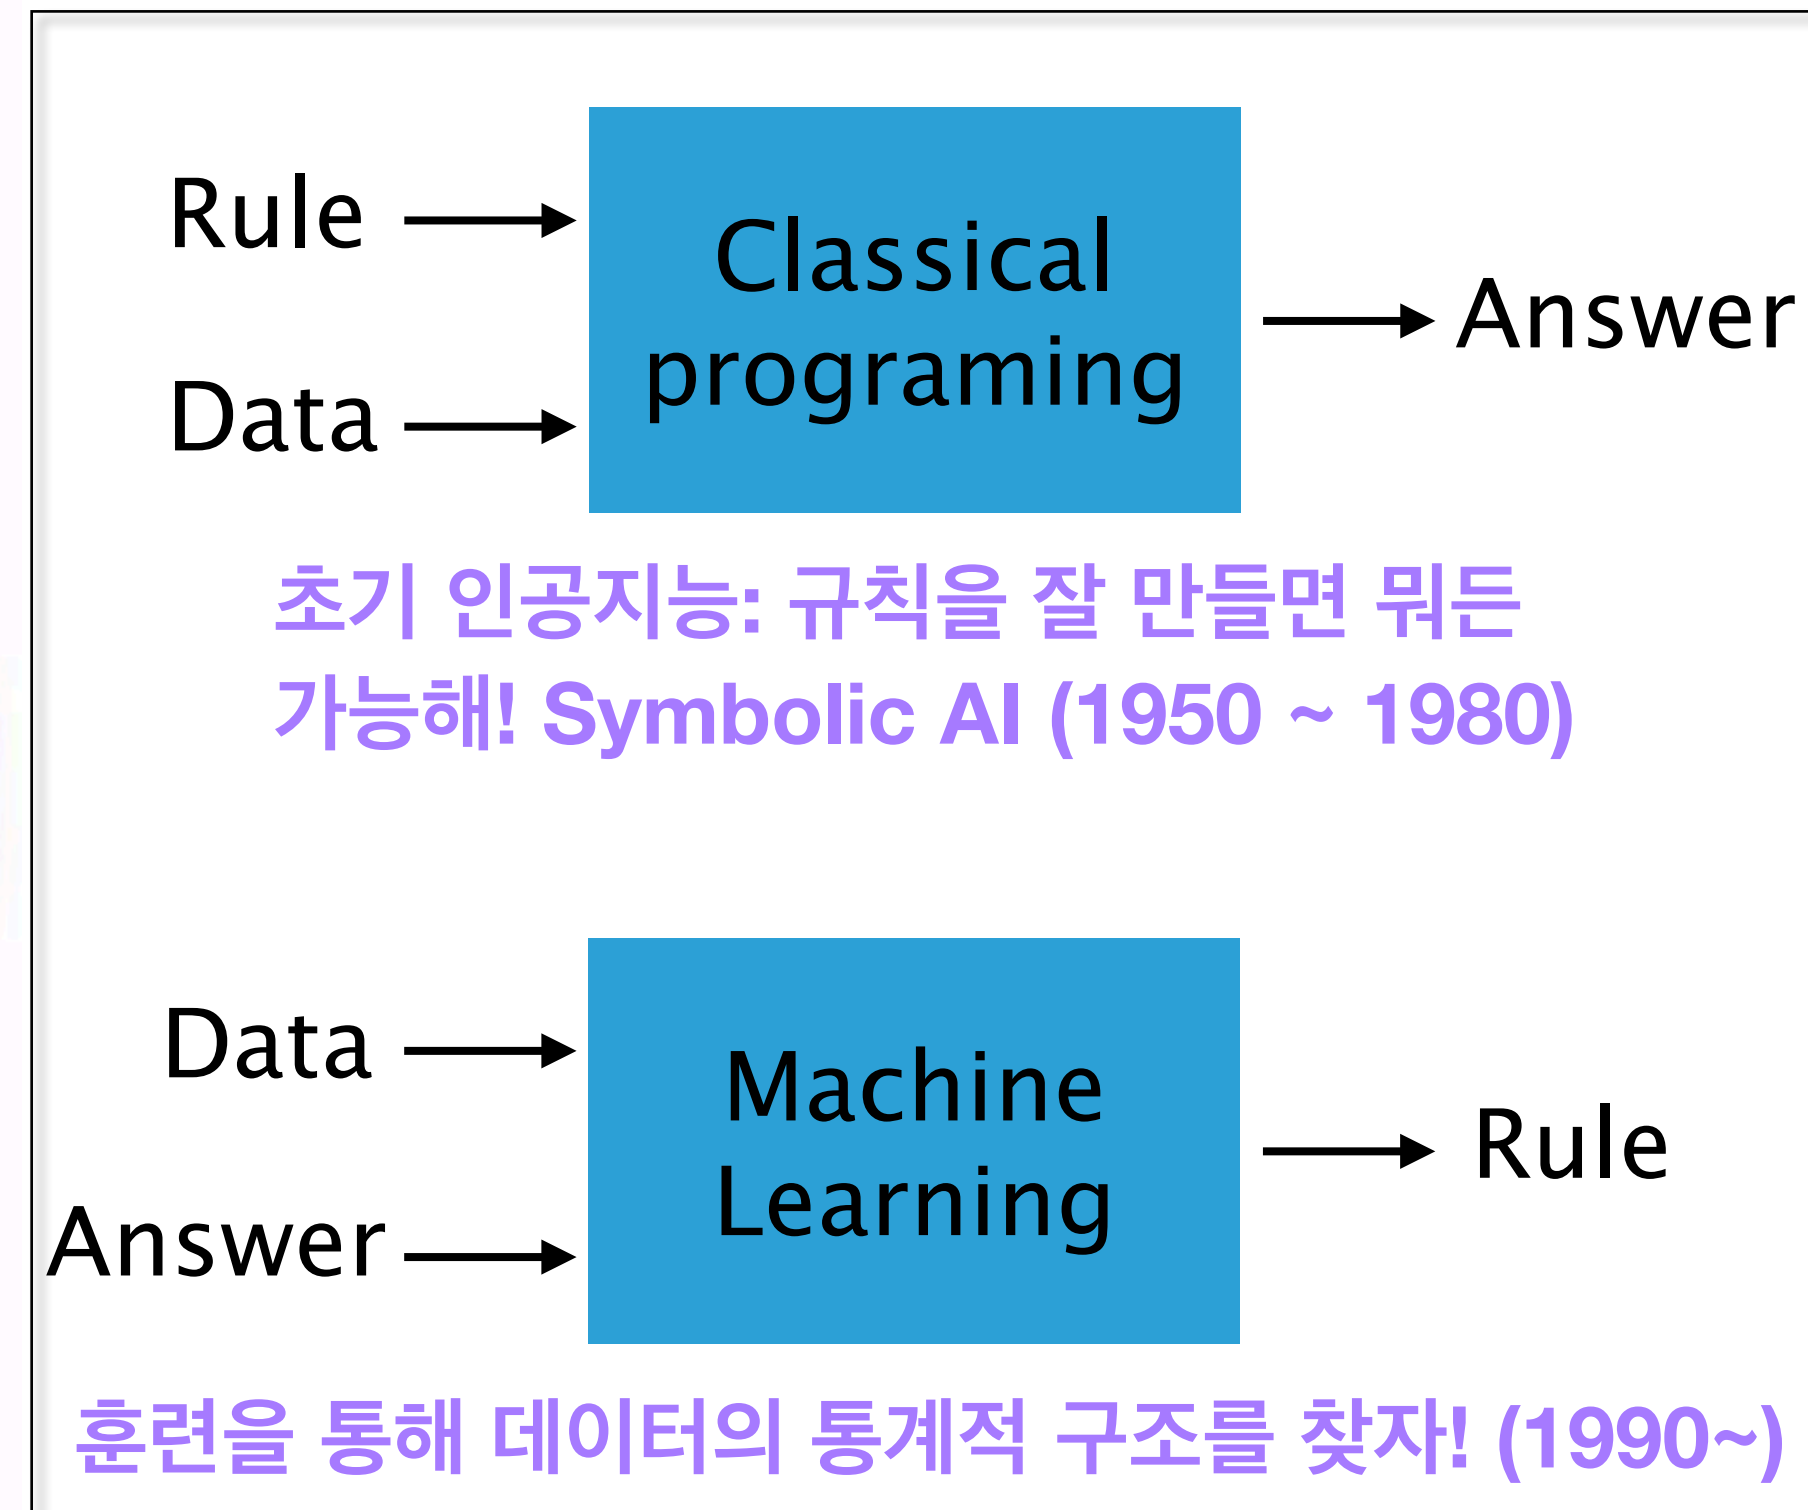 Rule
Data
Classical
programing
Answer
초기 인공지능: 규칙을 잘 만들면 뭐든
가능해! Symbolic AI (1950 ~ 1980)
Data
Answer
Machine
Learning
Rule
훈련을 통해 데이터의 통계적 구조를 찾자! (1990~)